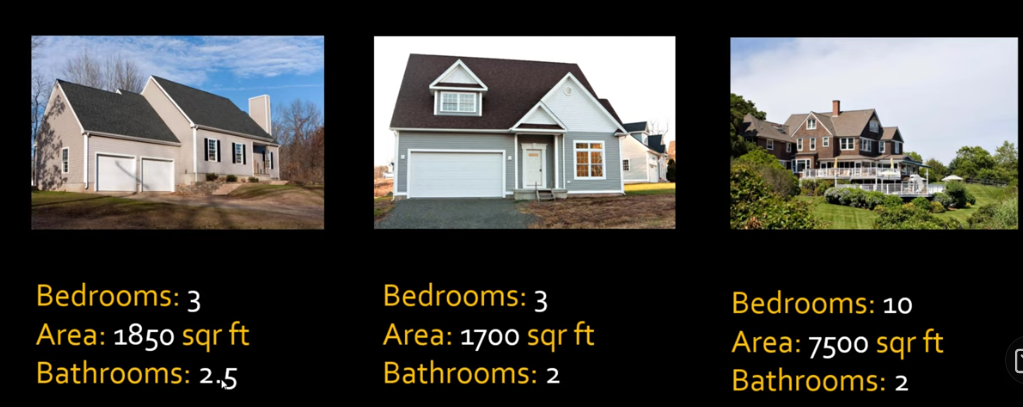 Bedrooms: 3
Area: 1850 sqr ft
Bathrooms: 2.5
Bedrooms: 3
Area: 1700 sqr ft
Bathrooms: 2
Bedrooms: 10
Area: 7500 sqr ft
Bathrooms: 2